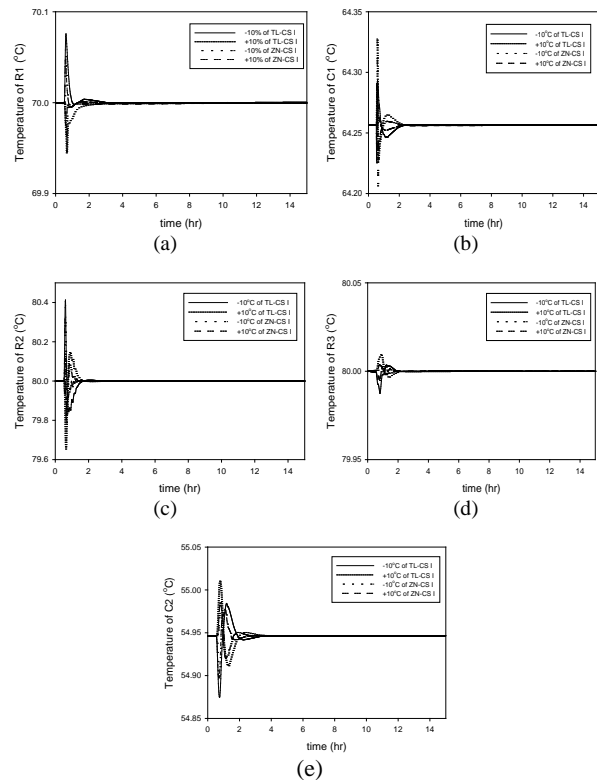 70.1
70.0
69.9
Temperature of R1 (°C)
-10% of TL-CS I
+10% of TL-CS I
-10% of ZN-CS I
+10% of ZN-CS I
0 2 4 6 8 10 12 14
time (hr)
(a)
64.35
64.30
64.25
64.20
Temperature of C1 (°C)
-10°C of TL-CS I
+10°C of TL-CS I
-10°C of ZN-CS I
+10°C of ZN-CS I
0 2 4 6 8 10 12 14
time (hr)
(b)
80.4
80.2
80.0
79.8
79.6
Temperature of R2 (°C)
-10°C of TL-CS I
+10°C of TL-CS I
-10°C of ZN-CS I
+10°C of ZN-CS I
0 2 4 6 8 10 12 14
time (hr)
(c)
80.05
80.00
79.95
Temperature of R3 (°C)
-10°C of TL-CS I
+10°C of TL-CS I
-10°C of ZN-CS I
+10°C of ZN-CS I
0 2 4 6 8 10 12 14
time (hr)
(d)
55.05
55.00
54.95
54.90
54.85
Temperature of C2 (°C)
-10°C of TL-CS I
+10°C of TL-CS I
-10°C of ZN-CS I
+10°C of ZN-CS I
0 2 4 6 8 10 12 14
time (hr)
(e)